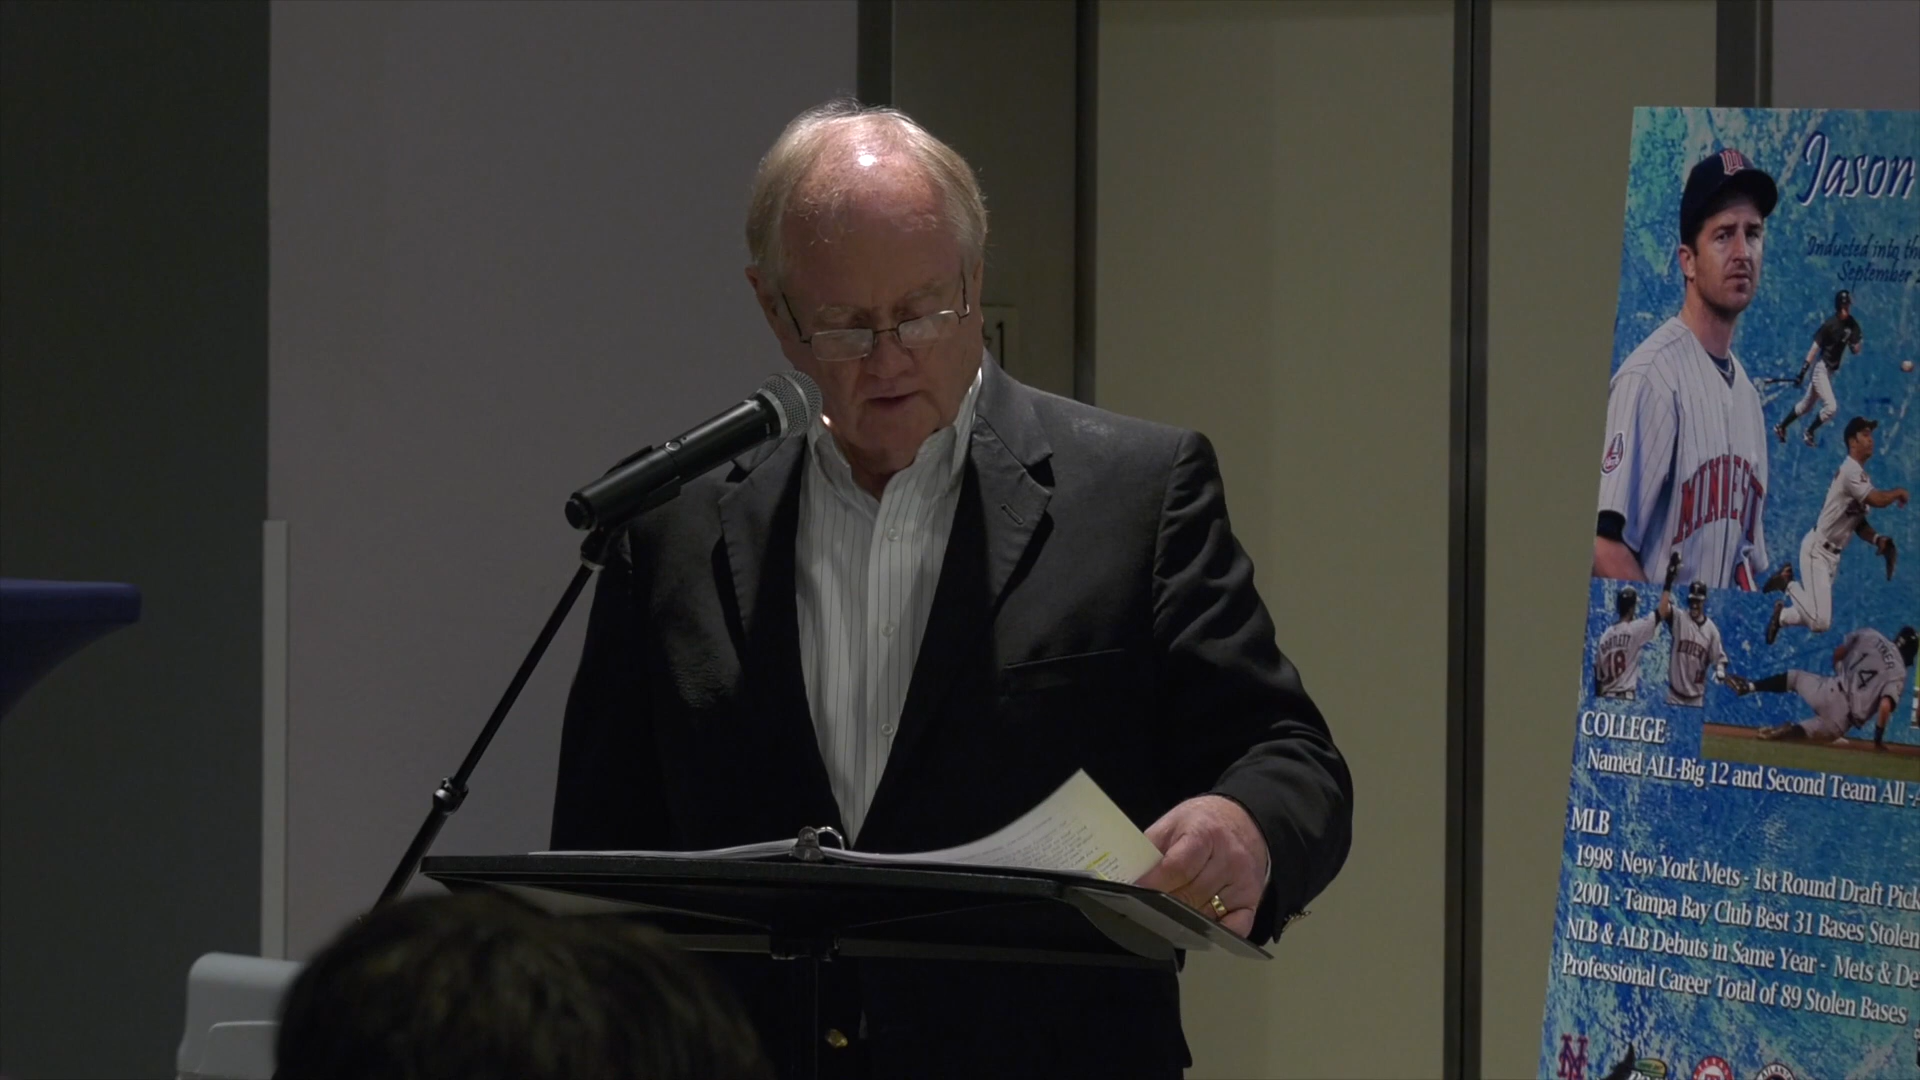 Jason
Inducted into th
September
MINNESOT
BARTLETT
18
TYNER
14
COLLEGE:
Named ALL-Big 12 and Second Team All -A
MLB
1998 New York Mets - 1st Round Draft Pick
2001 - Tampa Bay Club Best 31 Bases Stolen
NLB & ALB Debuts in Same Year - Mets & De
Professional Career Total of 89 Stolen Bases
NY